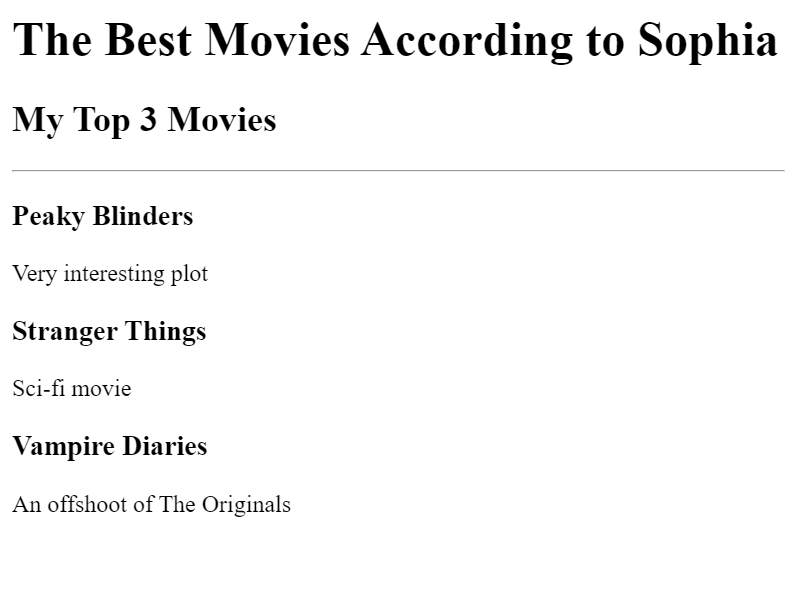 The Best Movies According to Sophia
My Top 3 Movies
Peaky Blinders
Very interesting plot
Stranger Things
Sci-fi movie
Vampire Diaries
An offshoot of The Originals